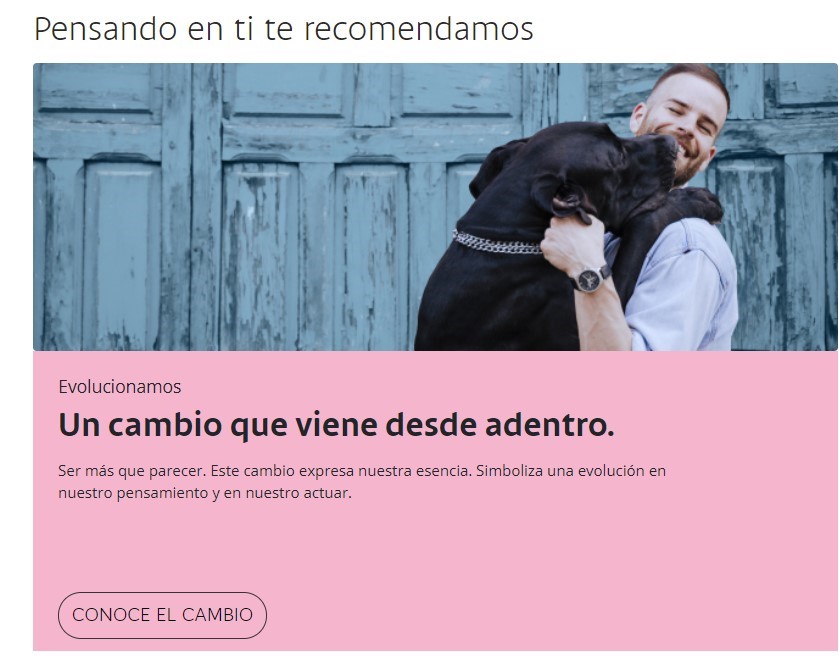 Pensando en ti te recomendamos
Evolucionamos
Un cambio que viene desde adentro.
Ser más que parecer. Este cambio expresa nuestra esencia. Simboliza una evolución en
nuestro pensamiento y en nuestro actuar.
CONOCE EL CAMBIO